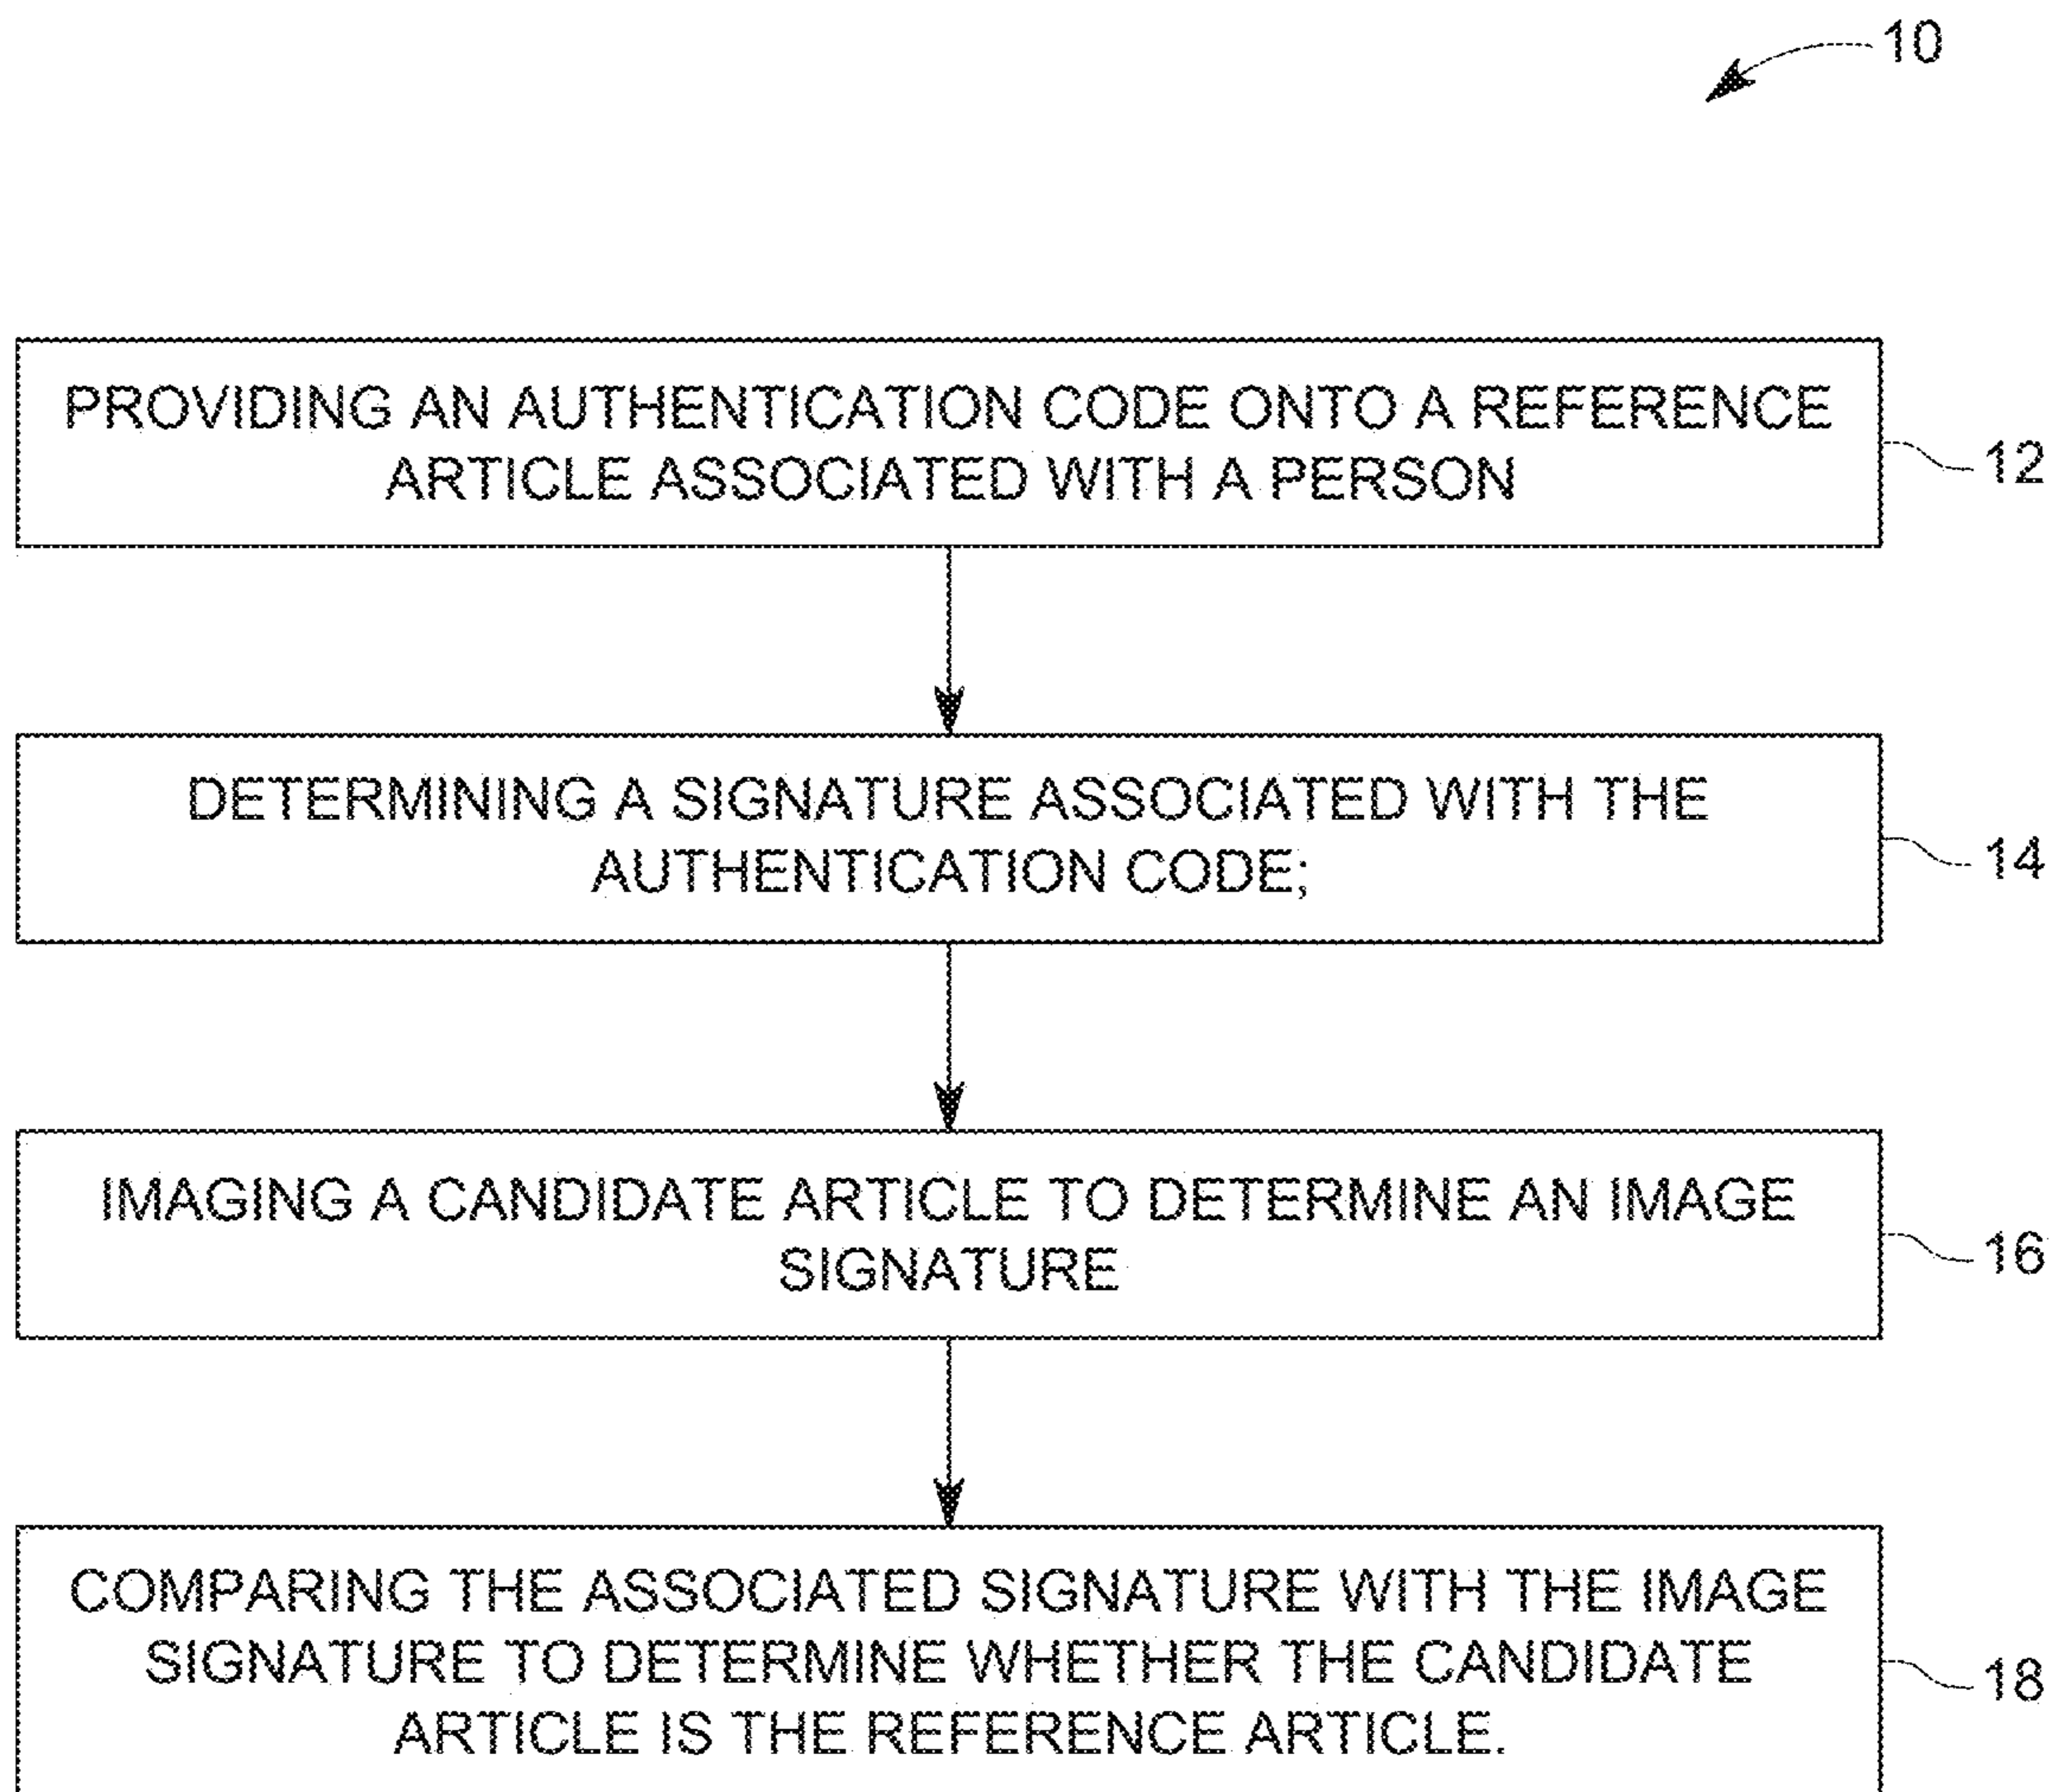 10
PROVIDING AN AUTHENTICATION CODE ONTO A REFERENCE
ARTICLE ASSOCIATED WITH A PERSON
12
DETERMINING A SIGNATURE ASSOCIATED WITH THE
AUTHENTICATION CODE;
14
IMAGING A CANDIDATE ARTICLE TO DETERMINE AN IMAGE
SIGNATURE
16
COMPARING THE ASSOCIATED SIGNATURE WITH THE IMAGE
SIGNATURE TO DETERMINE WHETHER THE CANDIDATE
ARTICLE IS THE REFERENCE ARTICLE.
18